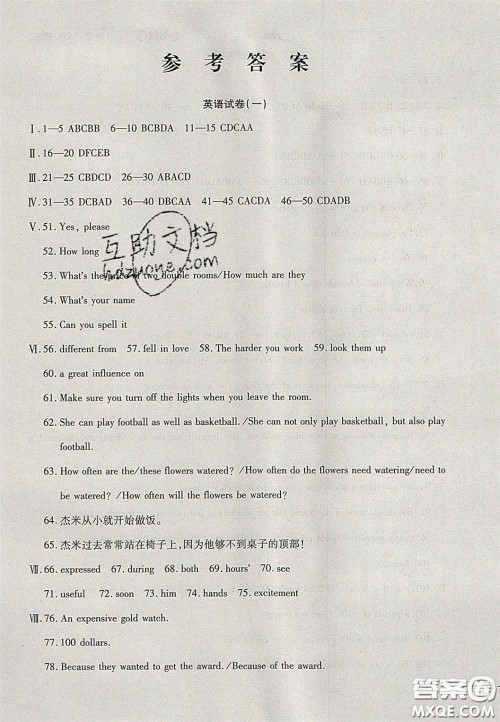 参考答案
英语试卷(一)
Ⅰ. 1—5 ABCBB 6—10 BCBDA 11—15 CDCAA
Ⅱ. 16—20 DFCEB
Ⅲ. 21—25 CBDCD 26—30 ABACD
Ⅳ. 31—35 DCBAD 36—40 DBCAA 41—45 CACDA 46—50 CDADB
Ⅴ. 51. Yes, please
52. How long
53. What's the of two double rooms/How much are they
54. What's your name
55. Can you spell it
Ⅵ. 56. different from 57. fell in love 58. The harder you work 59. look them up
60. a great influence on
61. Make sure you turn off the lights when you leave the room.
62. She can play football as well as basketball. /She can not only play basketball, but also play
football.
63. How often are the/these flowers watered? /How often do the flowers need watering/need to
be watered? /How often will the flowers be watered?
64. 杰米从小就开始做饭。
65. 杰米过去常常站在椅子上,因为他够不到桌子的顶部!
Ⅶ. 66. expressed 67. during 68. both 69. hours' 70. see
71. useful 72. soon 73. him 74. hands 75. excitement
Ⅷ. 76. An expensive gold watch.
77. 100 dollars.
78. Because they wanted to get the award. /Because of the award.
互助文档
hdzuoye.com
答案圈
MXQE.COM